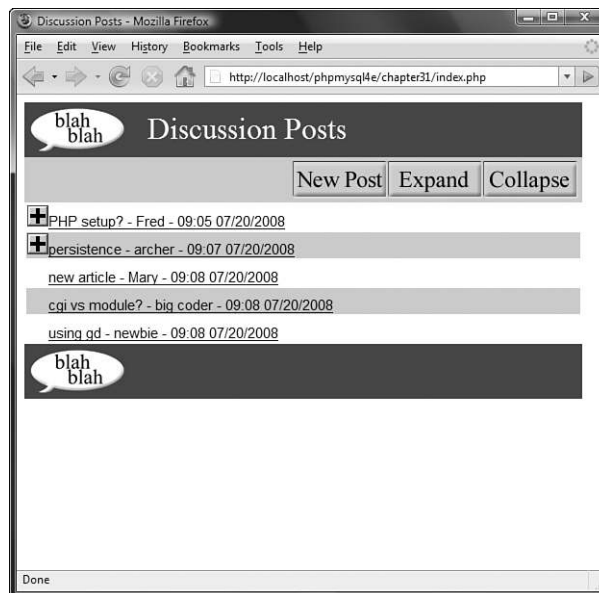 Discussion Posts - Mozilla Firefox
File Edit View History Bookmarks Tools Help
http://localhost/phpmysql4e/chapter31/index.php
blah
blah
Discussion Posts
New Post Expand Collapse
PHP setup? - Fred - 09:05 07/20/2008
persistence - archer - 09:07 07/20/2008
new article - Mary - 09:08 07/20/2008
cgi vs module? - big coder - 09:08 07/20/2008
using gd - newbie - 09:08 07/20/2008
blah
blah
Done